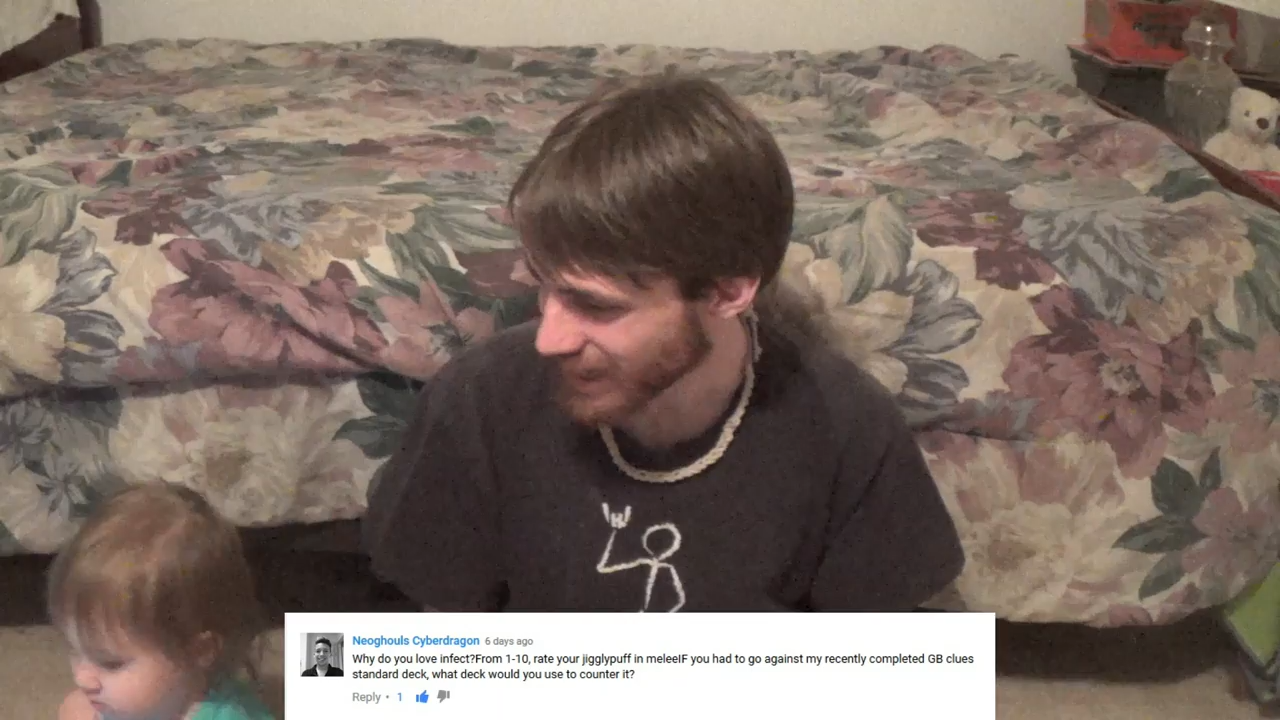 Neoghouls Cyberdragon 6 days ago
Why do you love infect?From 1-10, rate your jigglypuff in meleeIF you had to go against my recently completed GB clues
standard deck, what deck would you use to counter it?
Reply • 1